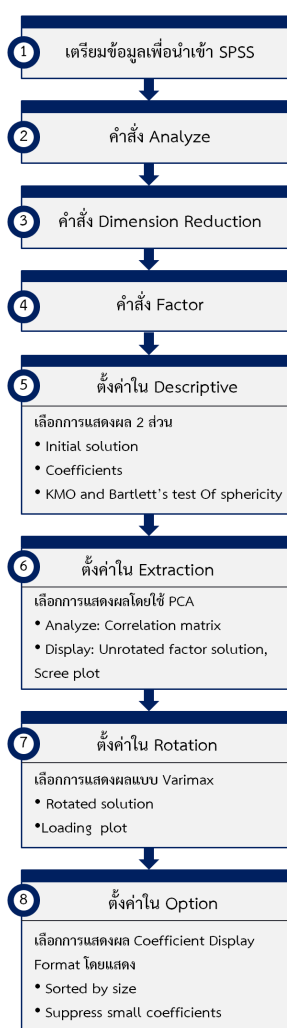 1
เตรียมข้อมูลเพื่อนำเข้า SPSS
2
คำสั่ง Analyze
3
คำสั่ง Dimension Reduction
4
คำสั่ง Factor
5
ตั้งค่าใน Descriptive
เลือกการแสดงผล 2 ส่วน
• Initial solution
• Coefficients
• KMO and Bartlett's test Of sphericity
6
ตั้งค่าใน Extraction
เลือกการแสดงผลโดยใช้ PCA
• Analyze: Correlation matrix
• Display: Unrotated factor solution,
Scree plot
7
ตั้งค่าใน Rotation
เลือกการแสดงผลแบบ Varimax
• Rotated solution
•Loading plot
8
ตั้งค่าใน Option
เลือกการแสดงผล Coefficient Display
Format โดยแสดง
• Sorted by size
• Suppress small coefficients